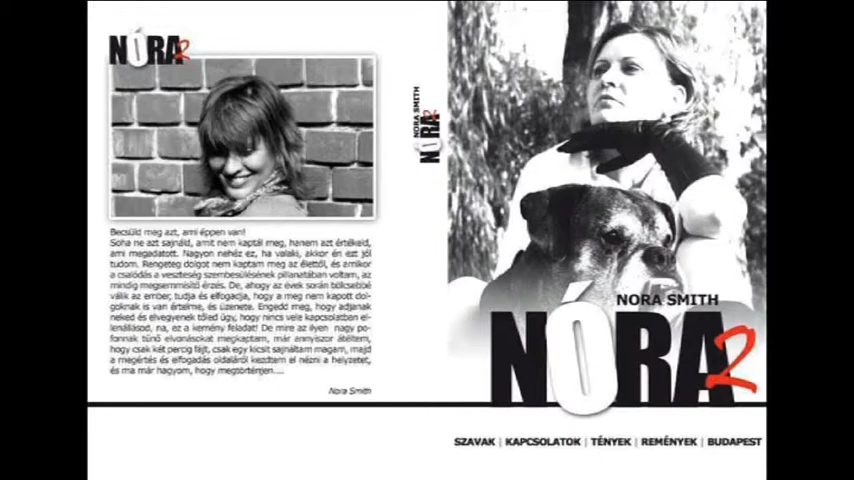 NÓRA2
Becsüld meg azt, ami éppen van!
Soha ne azt sajnáld, amit nem kaptál meg, hanem azt értékeld,
ami megadatott. Nagyon nehéz ez, ha valaki, akkor én ezt jól
tudom. Rengeteg dolgot nem kaptam meg az élettől, és amikor
a csalódás a veszteség szembesülésének pillanatában voltam, az
mindig megsemmisítő érzés. De, ahogy az évek során bölcsebbé
válik az ember, tudja és elfogadja, hogy a meg nem kapott dol-
goknak is van értelme, és üzenete. Engedd meg, hogy adjanak
neked és elvegyenek tőled úgy, hogy nincs vele kapcsolatban el-
lenállásod, na, ez a kemény feladat! De mire az ilyen nagy po-
fonnak tűnő elvonásokat megkaptam, már annyiszor átéltem,
hogy csak két percig fájt, csak egy kicsit sajnáltam magam, majd
a megértés és elfogadás oldaláról kezdtem el nézni a helyzetet,
és ma már hagyom, hogy megtörténjen....
Nora Smith
NORA SMITH
NÓRA2
NORA SMITH
NÓRA2
SZAVAK | KAPCSOLATOK | TÉNYEK | REMÉNYEK | BUDAPEST